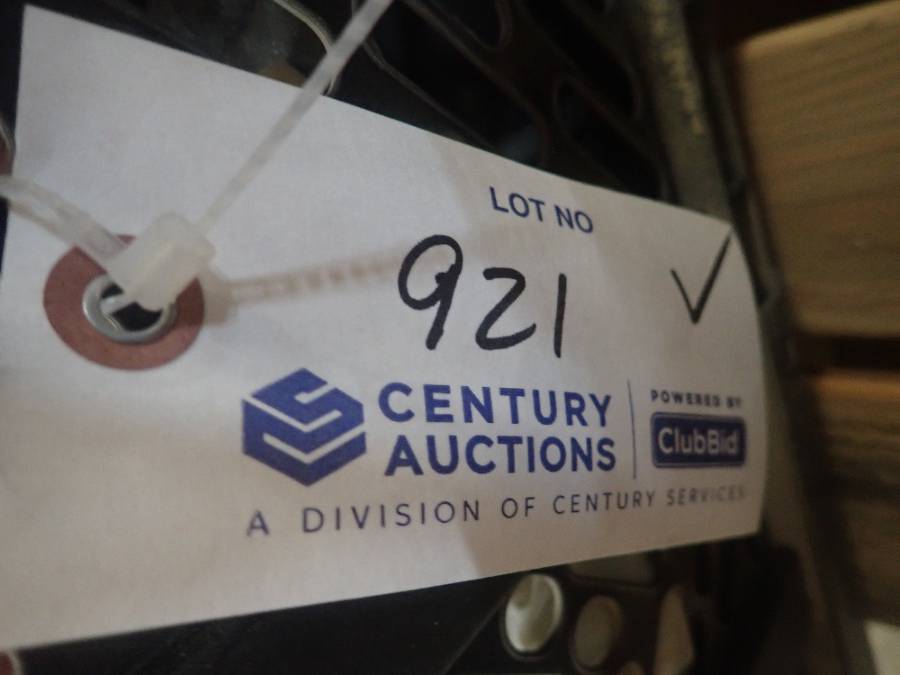 LOT NO
921
CENTURY
AUCTIONS
POWERED BY
ClubBid
A DIVISION OF CENTURY SERVICES